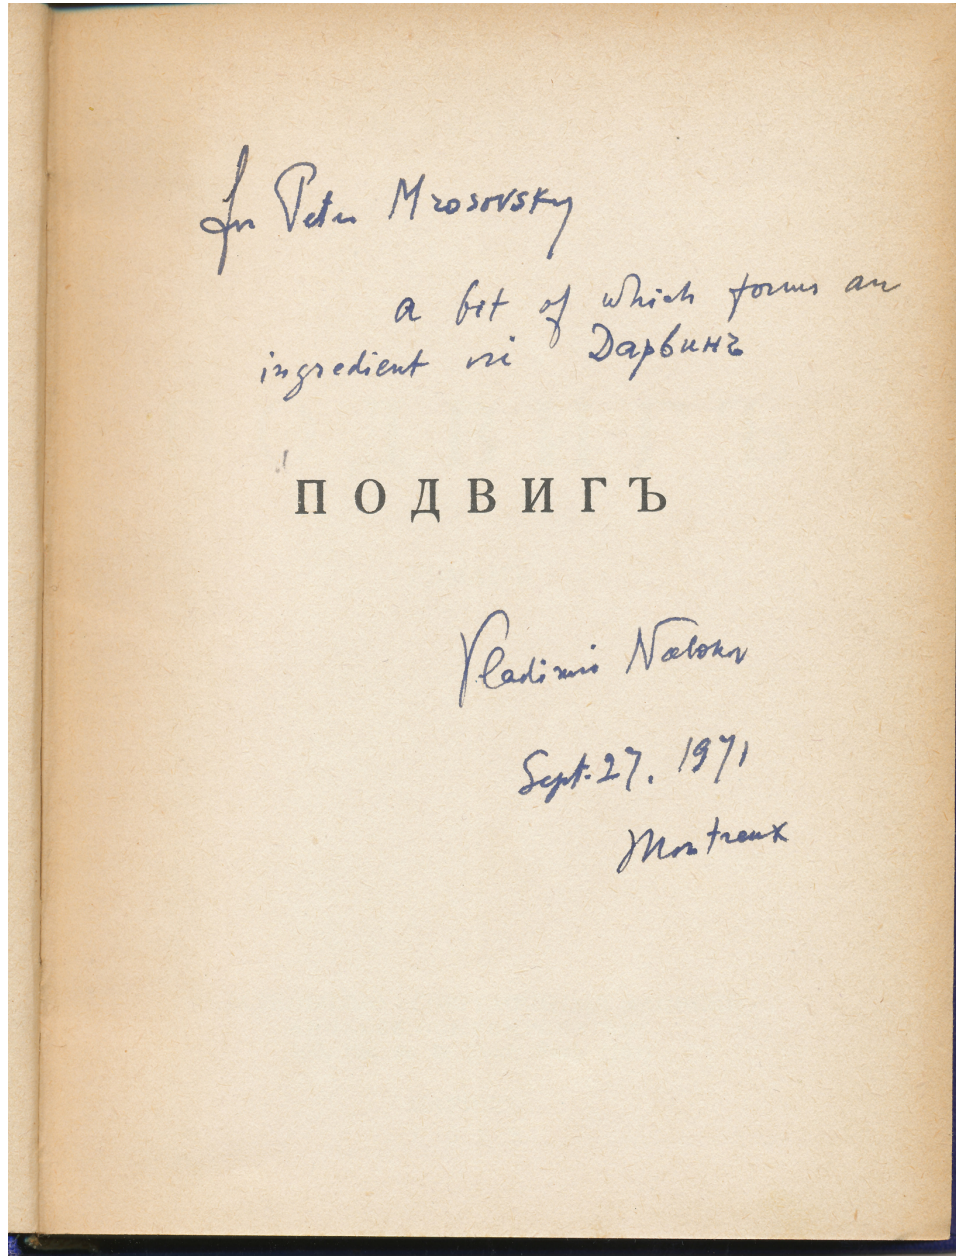 for Peter Mrosovsky
a bit of which forms an
ingredient in Дарвинъ
ПОДВИГЪ
Vladimir Nabokov
Sept. 27. 1971
Montreux